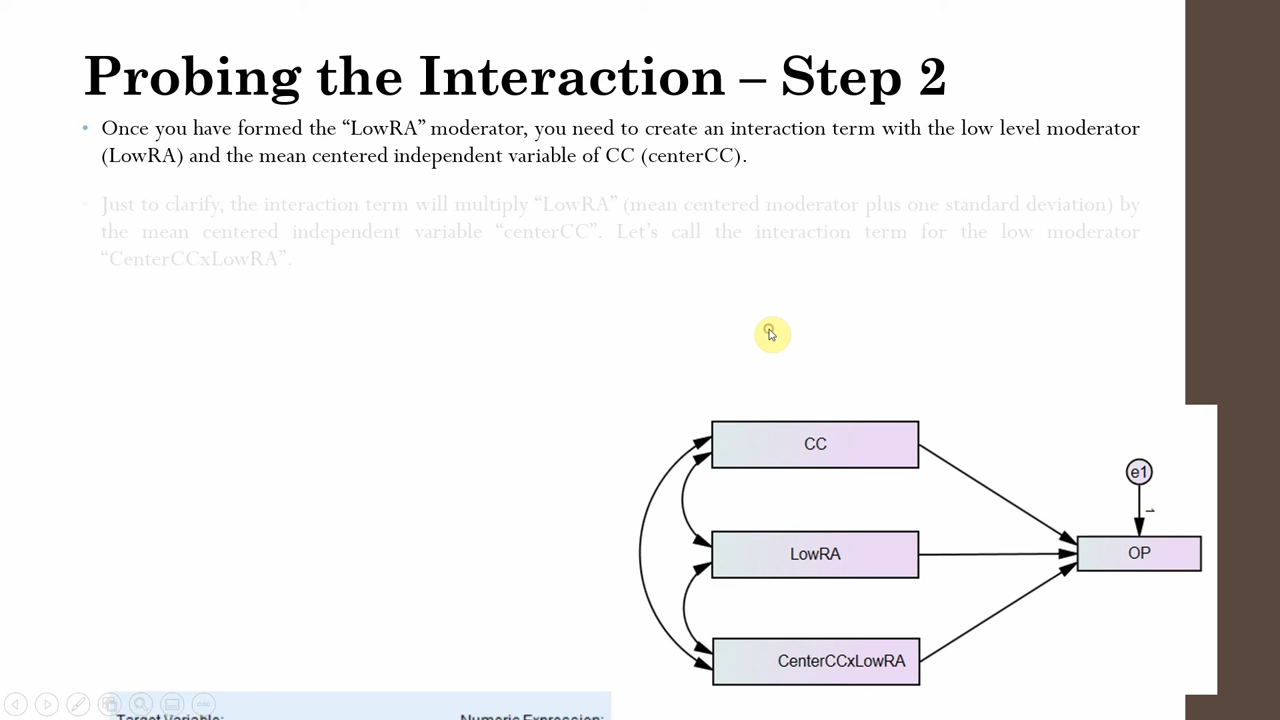 Probing the Interaction – Step 2
• Once you have formed the “LowRA” moderator, you need to create an interaction term with the low level moderator
(LowRA) and the mean centered independent variable of CC (centerCC).
• Just to clarify, the interaction term will multiply “LowRA” (mean centered moderator plus one standard deviation) by
the mean centered independent variable “centerCC”. Let’s call the interaction term for the low moderator
“CenterCCxLowRA”.
CC
e1
1
LowRA
OP
CenterCCxLowRA
Target Variable: Numeric Expression: